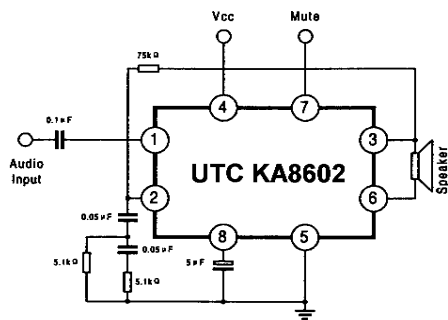 Vcc
Mute
75kΩ
4
7
0.1µF
1
3
Audio
Input
UTC KA8602
Speaker
2
6
0.05µF
8
5
0.05µF
5.1kΩ
5µF
5.1kΩ